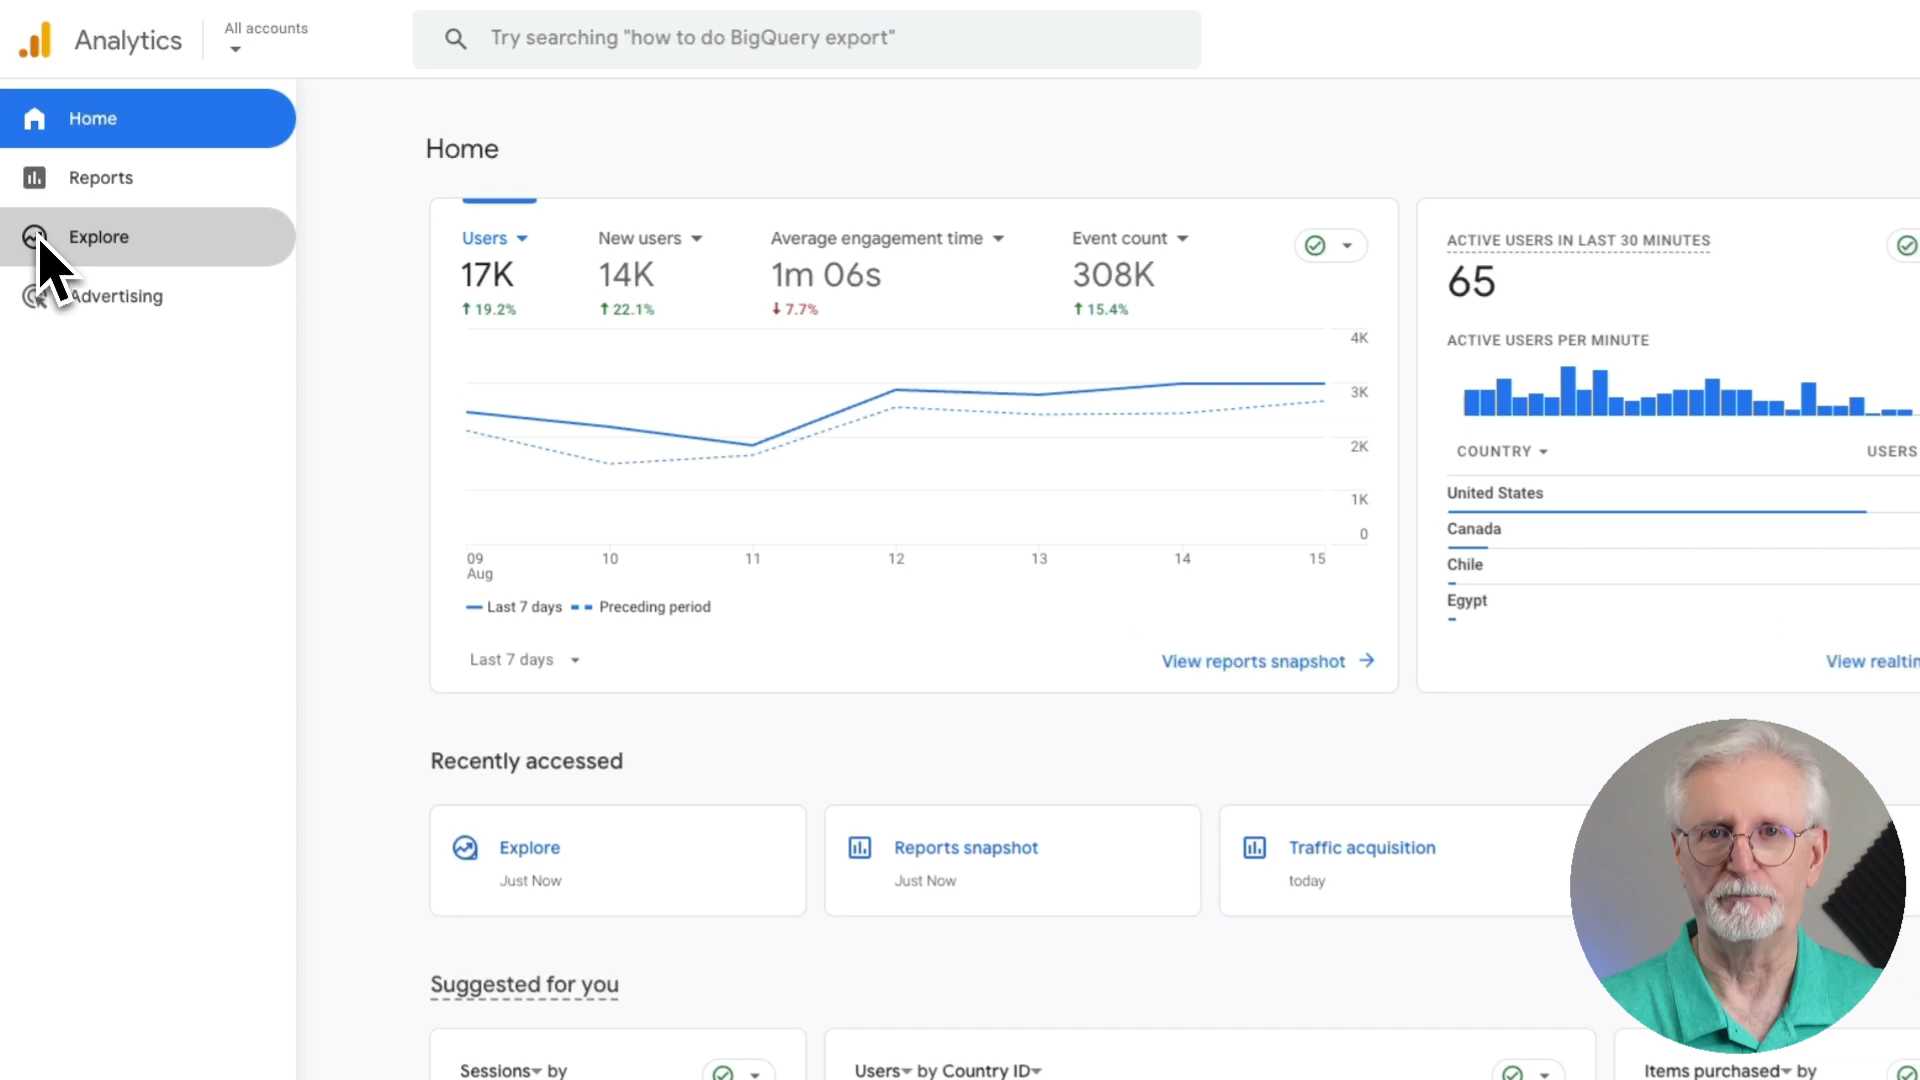 Analytics
All accounts
Try searching "how to do BigQuery export"
Home
Reports
Explore
Advertising
Home
Users
17K
19.2%
New users
14K
22.1%
Average engagement time
1m 06s
7.7%
Event count
308K
15.4%
4K
3K
2K
1K
0
09
Aug
10
11
12
13
14
15
Last 7 days
Preceding period
Last 7 days
View reports snapshot
ACTIVE USERS IN LAST 30 MINUTES
65
ACTIVE USERS PER MINUTE
COUNTRY
USERS
United States
Canada
Chile
Egypt
View realtin
Recently accessed
Explore
Just Now
Reports snapshot
Just Now
Traffic acquisition
today
Suggested for you
Sessions by
Users by Country ID
Items purchased by